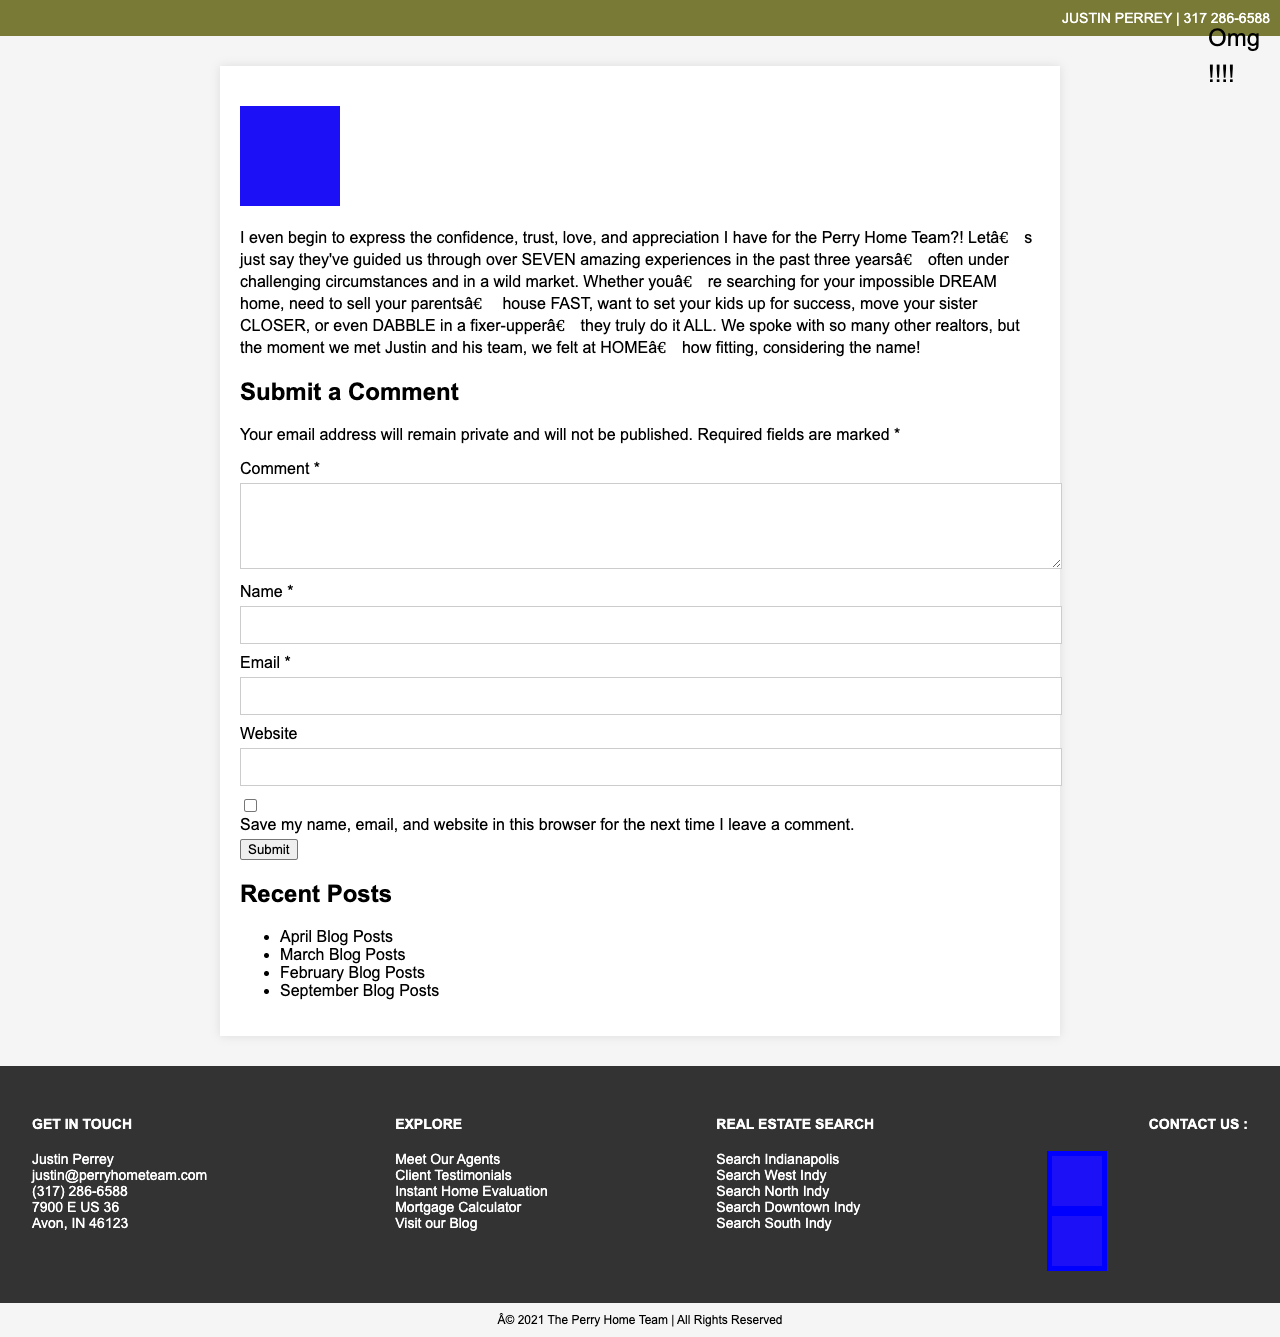 JUSTIN PERREY | 317 286-6588
Omg
!!!!
I even begin to express the confidence, trust, love, and appreciation I have for the Perry Home Team?! Letâ€ s
just say they've guided us through over SEVEN amazing experiences in the past three yearsâ€ often under
challenging circumstances and in a wild market. Whether youâ€ re searching for your impossible DREAM
home, need to sell your parentsâ€ house FAST, want to set your kids up for success, move your sister
CLOSER, or even DABBLE in a fixer-upperâ€ they truly do it ALL. We spoke with so many other realtors, but
the moment we met Justin and his team, we felt at HOMEâ€ how fitting, considering the name!
Submit a Comment
Your email address will remain private and will not be published. Required fields are marked *
Comment *
Name *
Email *
Website
Save my name, email, and website in this browser for the next time I leave a comment.
Submit
Recent Posts
• April Blog Posts
• March Blog Posts
• February Blog Posts
• September Blog Posts
GET IN TOUCH
Justin Perrey
justin@perryhometeam.com
(317) 286-6588
7900 E US 36
Avon, IN 46123
EXPLORE
Meet Our Agents
Client Testimonials
Instant Home Evaluation
Mortgage Calculator
Visit our Blog
REAL ESTATE SEARCH
Search Indianapolis
Search West Indy
Search North Indy
Search Downtown Indy
Search South Indy
CONTACT US :
Â© 2021 The Perry Home Team | All Rights Reserved